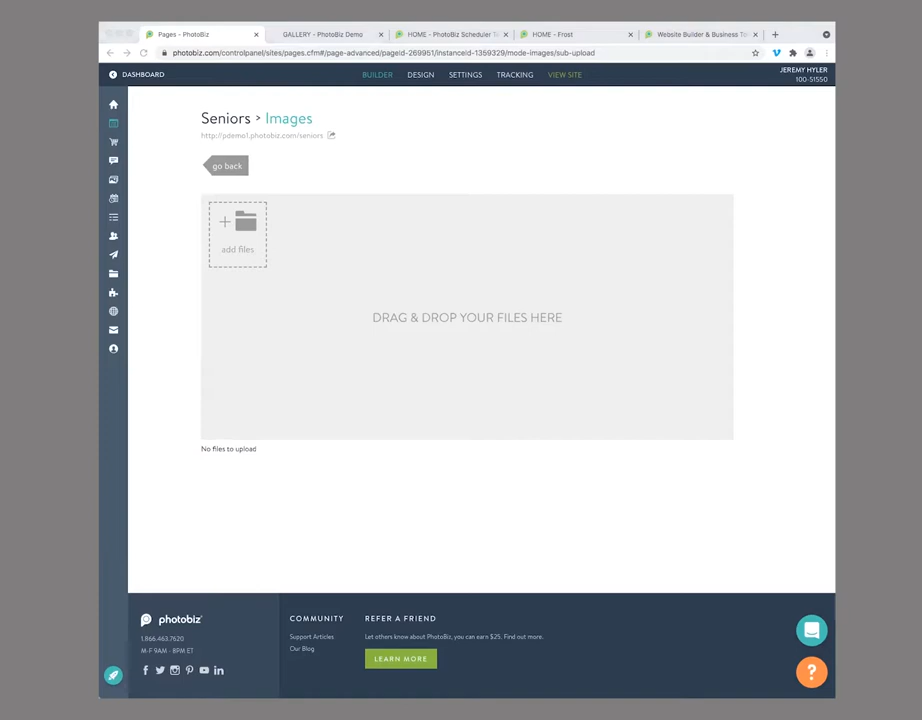 Pages - PhotoBiz
GALLERY - PhotoBiz Demo
HOME - PhotoBiz Scheduler Te
HOME - Frost
Website Builder & Business To
photobiz.com/controlpanel/sites/pages.cfm#/page-advanced/pageid-269951/instanceid-1359329/mode-images/sub-upload
DASHBOARD
BUILDER
DESIGN
SETTINGS
TRACKING
VIEW SITE
JEREMY HYLER
100-51550
Seniors > Images
http://pdemo1.photobiz.com/seniors
go back
add files
DRAG & DROP YOUR FILES HERE
No files to upload
photobiz
1.866.463.7620
M-F 9AM - 8PM ET
COMMUNITY
Support Articles
Our Blog
REFER A FRIEND
Let others know about PhotoBiz, you can earn $25. Find out more.
LEARN MORE
?